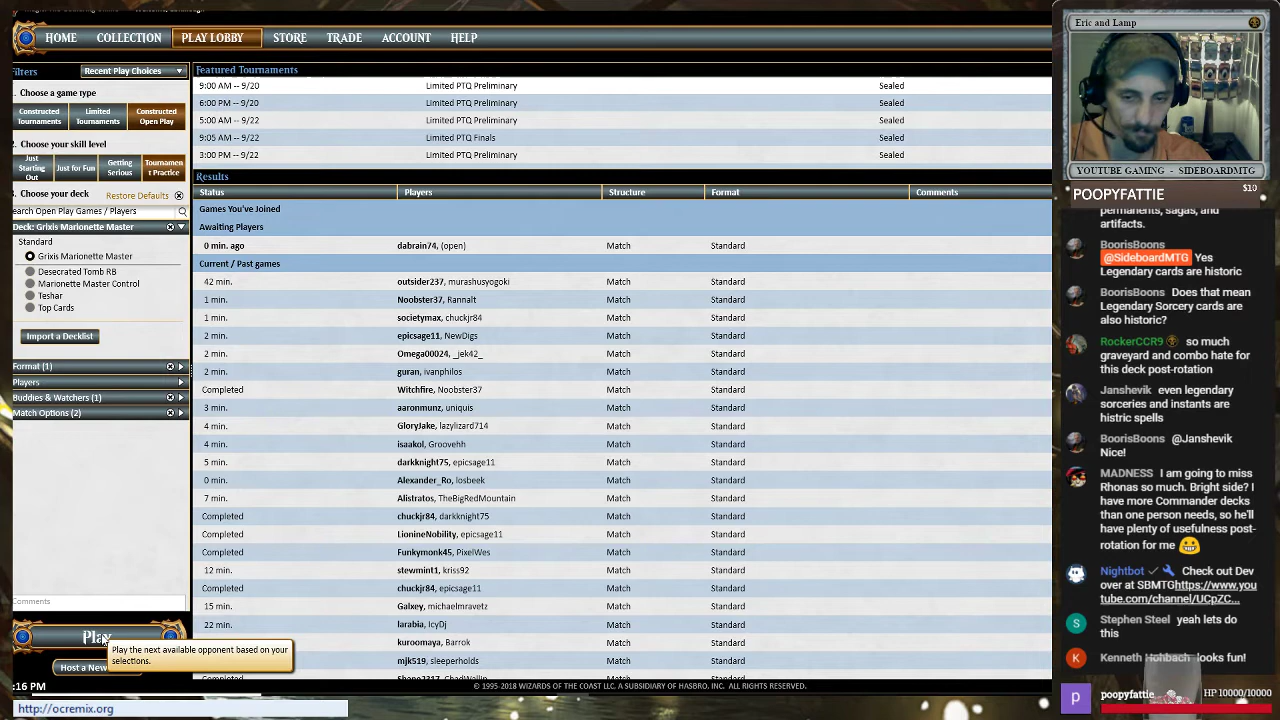 HOME
COLLECTION
PLAY LOBBY
STORE
TRADE
ACCOUNT
HELP
Filters
Recent Play Choices
. Choose a game type
Constructed Tournaments
Limited Tournaments
Constructed Open Play
. Choose your skill level
Just Starting Out
Just for Fun
Getting Serious
Tournamen t Practice
. Choose your deck
Restore Defaults
earch Open Play Games / Players
Deck: Grixis Marionette Master
Standard
Grixis Marionette Master
Desecrated Tomb RB
Marionette Master Control
Teshar
Top Cards
Import a Decklist
Format (1)
Players
Buddies & Watchers (1)
Match Options (2)
Comments
Play
Play the next available opponent based on your
selections.
Host a New
:16 PM
http://ocremix.org
Featured Tournaments
9:00 AM -- 9/20 Limited PTQ Preliminary Sealed
6:00 PM -- 9/20 Limited PTQ Preliminary Sealed
5:00 AM -- 9/22 Limited PTQ Preliminary Sealed
9:05 AM -- 9/22 Limited PTQ Finals Sealed
3:00 PM -- 9/22 Limited PTQ Preliminary Sealed
Results
Status Players Structure Format Comments
Games You've Joined
Awaiting Players
0 min. ago dabrain74, (open) Match Standard
Current / Past games
42 min. outsider237, murashuyogoki Match Standard
1 min. Noobster37, Rannalt Match Standard
1 min. societymax, chuckjr84 Match Standard
2 min. epicsage11, NewDigs Match Standard
2 min. Omega00024, _jek42_ Match Standard
2 min. guran, ivanphilos Match Standard
Completed Witchfire, Noobster37 Match Standard
3 min. aaronmunz, uniquis Match Standard
4 min. GloryJake, lazylizard714 Match Standard
4 min. isaakol, Groovehh Match Standard
5 min. darkknight75, epicsage11 Match Standard
0 min. Alexander_Ro, losbeek Match Standard
7 min. Alistratos, TheBigRedMountain Match Standard
Completed chuckjr84, darkknight75 Match Standard
Completed LionineNobility, epicsage11 Match Standard
Completed Funkymonk45, PixelWes Match Standard
12 min. stewmint1, kriss92 Match Standard
Completed chuckjr84, epicsage11 Match Standard
15 min. Galxey, michaelmravetz Match Standard
22 min. larabia, IcyDj Match Standard
kuroomaya, Barrok Match Standard
mjk519, sleeperholds Match Standard
© 1995-2018 WIZARDS OF THE COAST LLC, A SUBSIDIARY OF HASBRO, INC. ALL RIGHTS RESERVED.
Eric and Lamp
YOUTUBE GAMING - SIDEBOARDMTG
POOPYFATTIE $10
permanents, sagas, and
artifacts.
BoorisBoons
@SideboardMTG Yes
Legendary cards are historic
BoorisBoons Does that mean
Legendary Sorcery cards are
also historic?
RockerCCR9 so much
graveyard and combo hate for
this deck post-rotation
Janshevik even legendary
sorceries and instants are
histric spells
BoorisBoons @Janshevik
Nice!
MADNESS I am going to miss
Rhonas so much. Bright side? I
have more Commander decks
than one person needs, so he'll
have plenty of usefulness post-
rotation for me
Nightbot Check out Dev
over at SBMTGhttps://www.you
tube.com/channel/UCpZC...
Stephen Steel yeah lets do
this
Kenneth Hohbach looks fun!
p poopyfattie HP 10000/10000